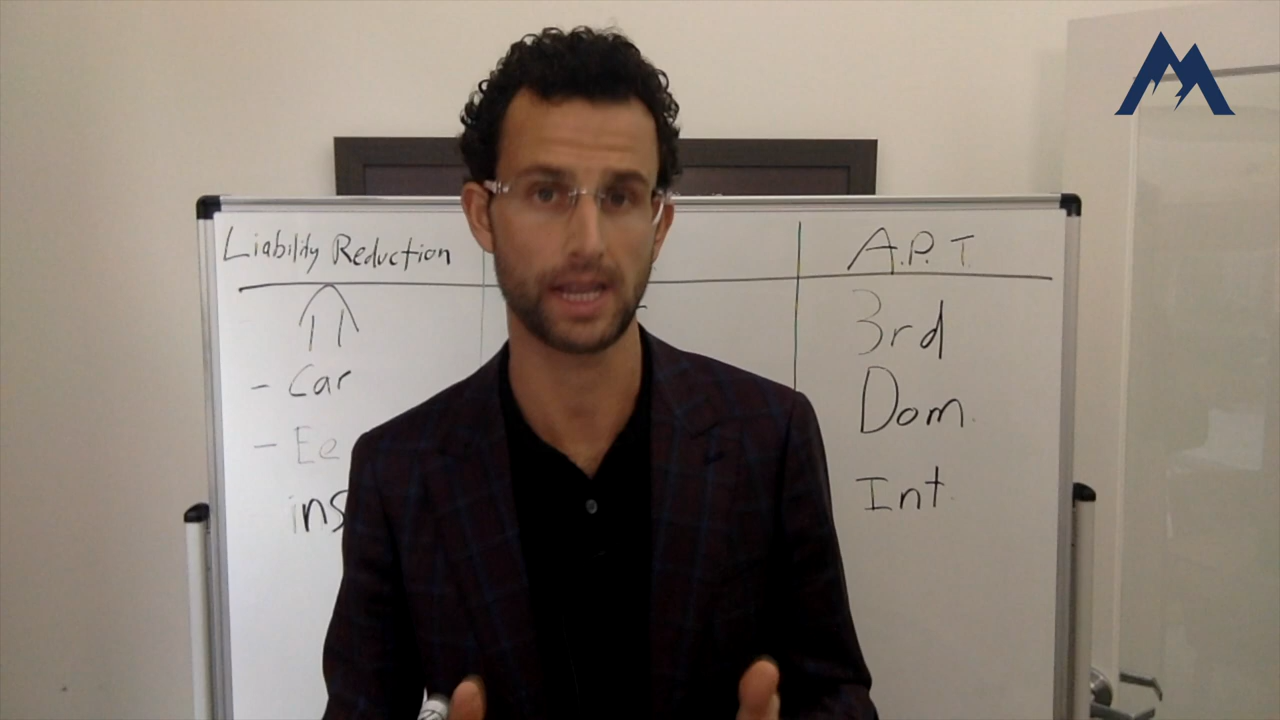 Liability Reduction
A.P.T.
- Car
- Ee
ins
3rd
Dom.
Int.